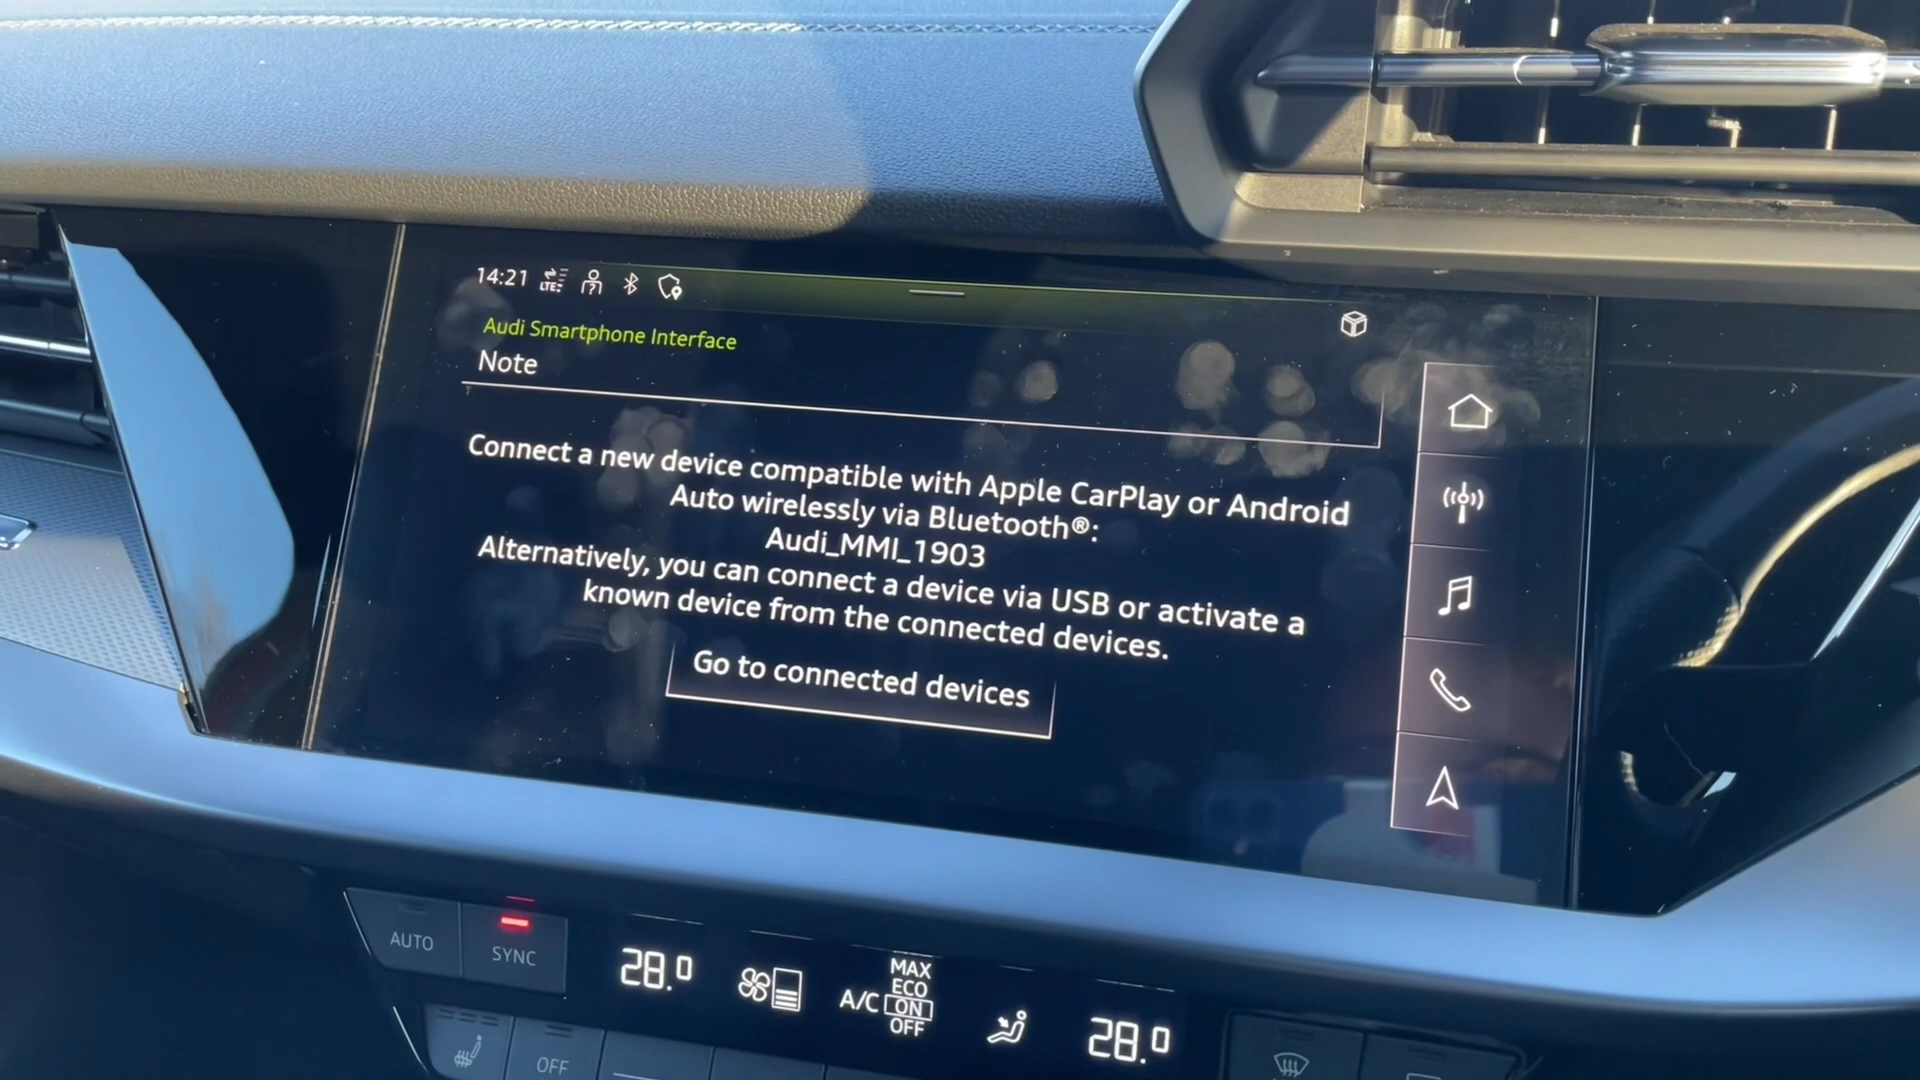 14:21 LTE
Audi Smartphone Interface
Note
Connect a new device compatible with Apple CarPlay or Android
Auto wirelessly via Bluetooth®:
Audi_MMI_1903
Alternatively, you can connect a device via USB or activate a
known device from the connected devices.
Go to connected devices
AUTO
SYNC
28.0
A/C
MAX
ECO
ON
OFF
28.0
OFF